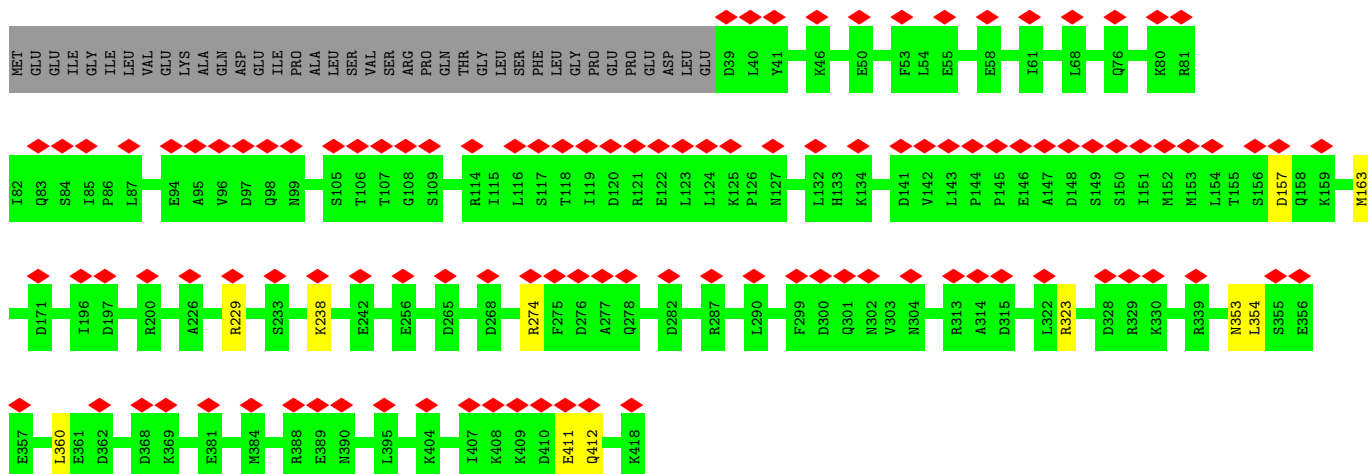 MET GLU GLU ILE GLY ILE LEU VAL GLU LYS ALA GLN ASP GLU ILE PRO ALA LEU SER VAL SER ARG PRO GLN THR GLY LEU SER PHE LEU GLY PRO GLU PRO GLU ASP LEU GLU D39 L40 Y41 K46 E50 F53 L54 E55 E58 I61 L68 Q76 K80 R81
I82 Q83 S84 I85 P86 L87 E94 A95 V96 D97 Q98 N99 S105 T106 T107 G108 S109 R114 I115 L116 S117 T118 I119 D120 R121 E122 L123 L124 K125 P126 N127 L132 H133 K134 D141 V142 L143 P144 P145 E146 A147 D148 S149 S150 I151 M152 M153 L154 T155 S156 D157 Q158 K159 M163
D171 I196 D197 R200 A226 R229 S233 K238 E242 E256 D265 D268 R274 F275 D276 A277 Q278 D282 R287 L290 F299 D300 Q301 N302 V303 N304 R313 A314 D315 L322 R323 D328 R329 K330 R339 N353 L354 S355 E356
E357 L360 E361 D362 D368 K369 E381 M384 R388 E389 N390 L395 K404 I407 K408 K409 D410 E411 Q412 K418